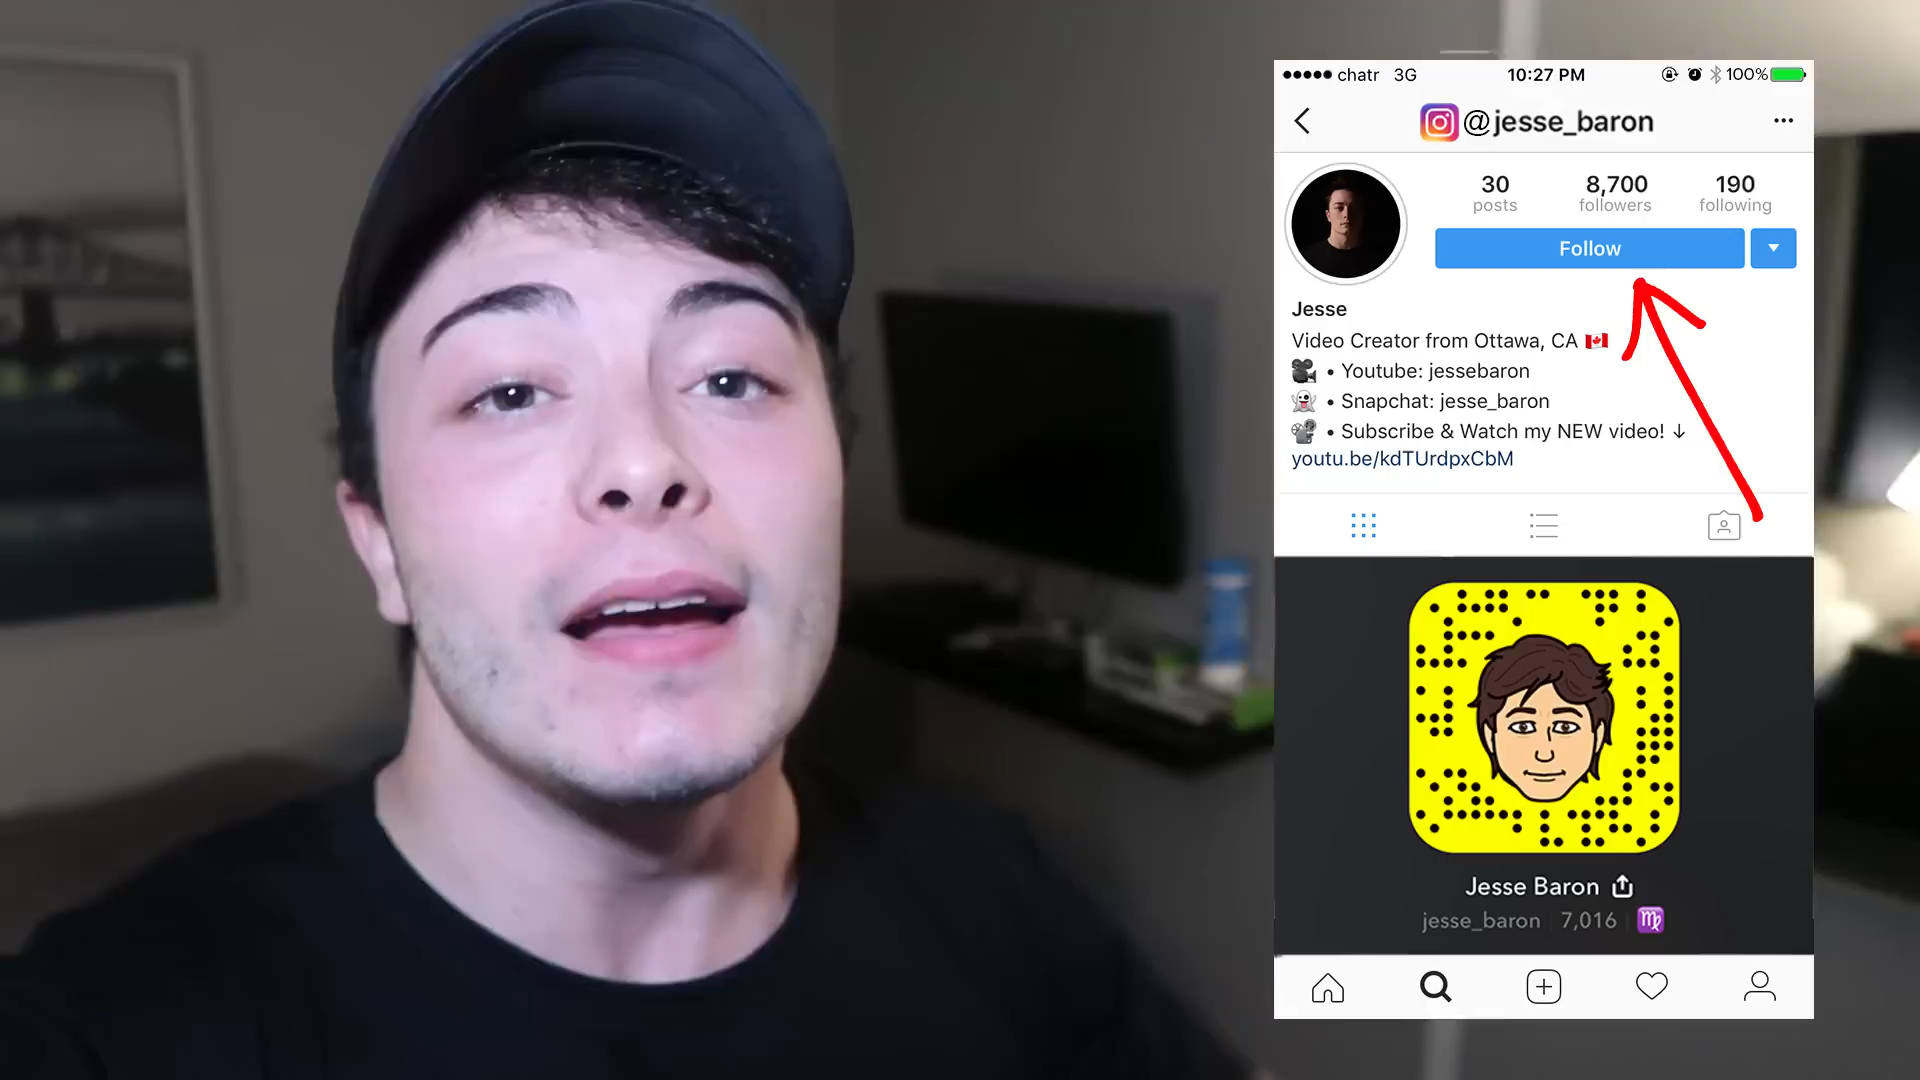 chatr 3G 10:27 PM 100%
@jesse_baron
30 8,700 190
posts followers following
Follow
Jesse
Video Creator from Ottawa, CA
• Youtube: jessebaron
• Snapchat: jesse_baron
• Subscribe & Watch my NEW video! ↓
youtu.be/kdTUrdpxCbM
Jesse Baron
jesse_baron 7,016